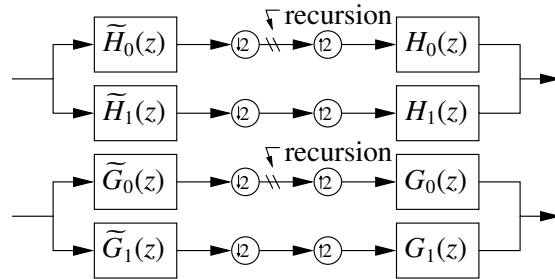 recursion
H̃₀(z) ↓2 ↑2 H₀(z)
H̃₁(z) ↓2 ↑2 H₁(z)
recursion
G̃₀(z) ↓2 ↑2 G₀(z)
G̃₁(z) ↓2 ↑2 G₁(z)